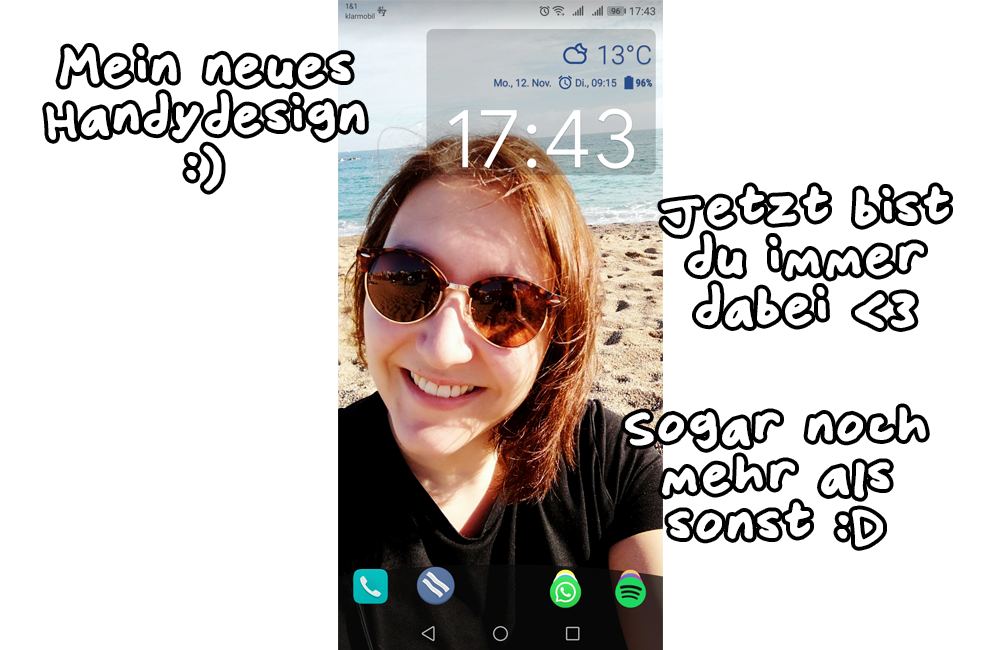 1&1
klarmobil
96 17:43
13°C
Mo., 12. Nov. Di., 09:15 96%
17:43
Mein neues
Handydesign
:)
Jetzt bist
du immer
dabei <3
sogar noch
mehr als
sonst :D